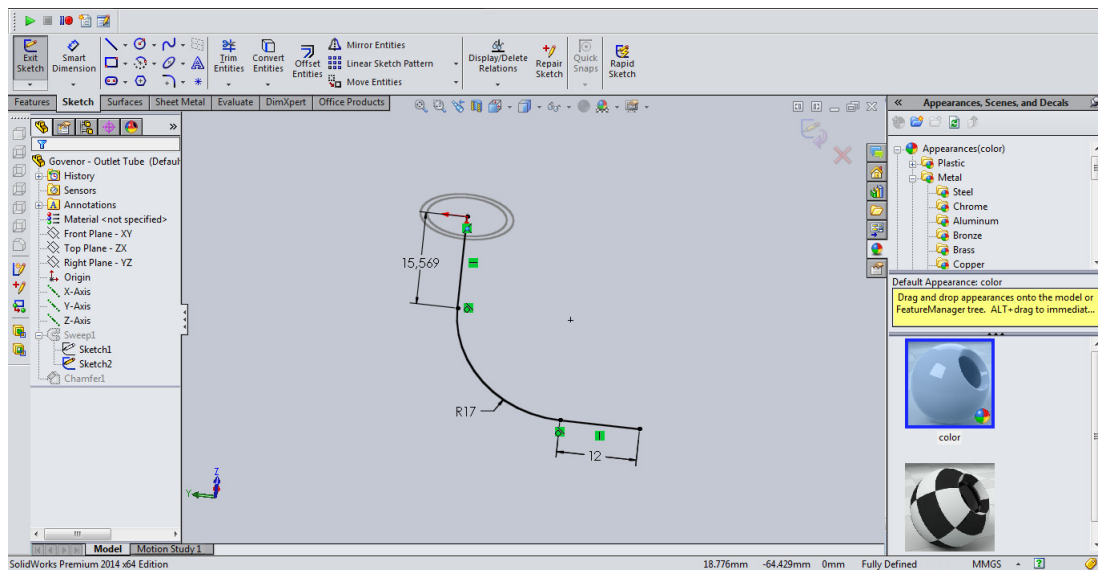 Exit Sketch
Smart Dimension
Trim Entities
Convert Entities
Offset Entities
Mirror Entities
Linear Sketch Pattern
Move Entities
Display/Delete Relations
Repair Sketch
Quick Snaps
Rapid Sketch
Features Sketch Surfaces Sheet Metal Evaluate DimXpert Office Products
Govenor - Outlet Tube (Defaul
History
Sensors
Annotations
Material <not specified>
Front Plane - XY
Top Plane - ZX
Right Plane - YZ
Origin
X-Axis
Y-Axis
Z-Axis
Sweep1
Sketch1
Sketch2
Chamfer1
15,569
R17
12
Z
Y
Appearances, Scenes, and Decals
Appearances(color)
Plastic
Metal
Steel
Chrome
Aluminum
Bronze
Brass
Copper
Default Appearance: color
Drag and drop appearances onto the model or
FeatureManager tree. ALT+drag to immediat...
color
Model Motion Study 1
SolidWorks Premium 2014 x64 Edition 18.776mm -64.429mm 0mm Fully Defined MMGS